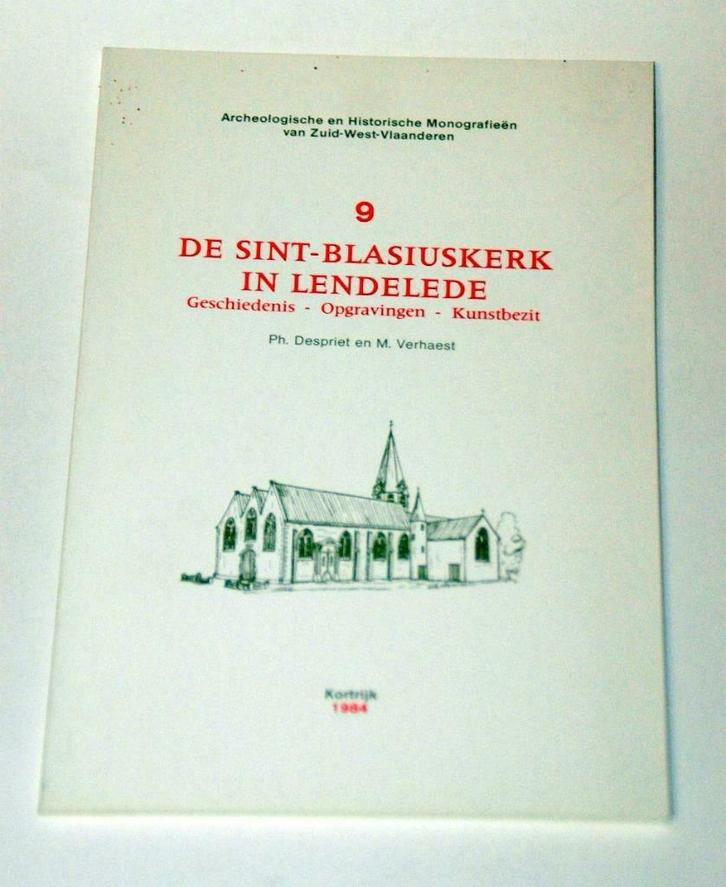 Archeologische en Historische Monografieën
van Zuid-West-Vlaanderen
9
DE SINT-BLASIUSKERK
IN LENDELEDE
Geschiedenis - Opgravingen - Kunstbezit
Ph. Despriet en M. Verhaest
Kortrijk
1984